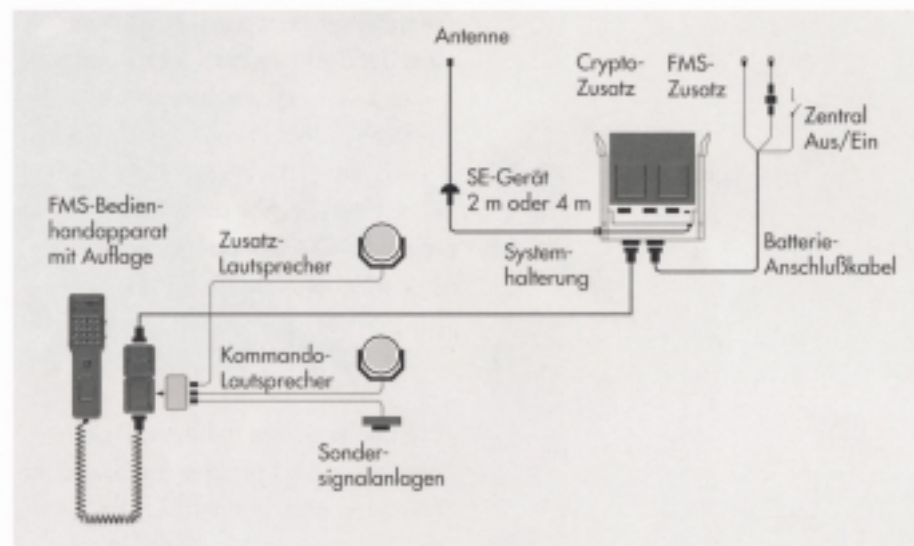 Antenne
Crypto-
Zusatz
FMS-
Zusatz
Zentral
Aus/Ein
SE-Gerät
2 m oder 4 m
FMS-Bedien-
handapparat
mit Auflage
Zusatz-
Lautsprecher
System-
halterung
Batterie-
Anschlußkabel
Kommando-
Lautsprecher
Sonder-
signalanlagen